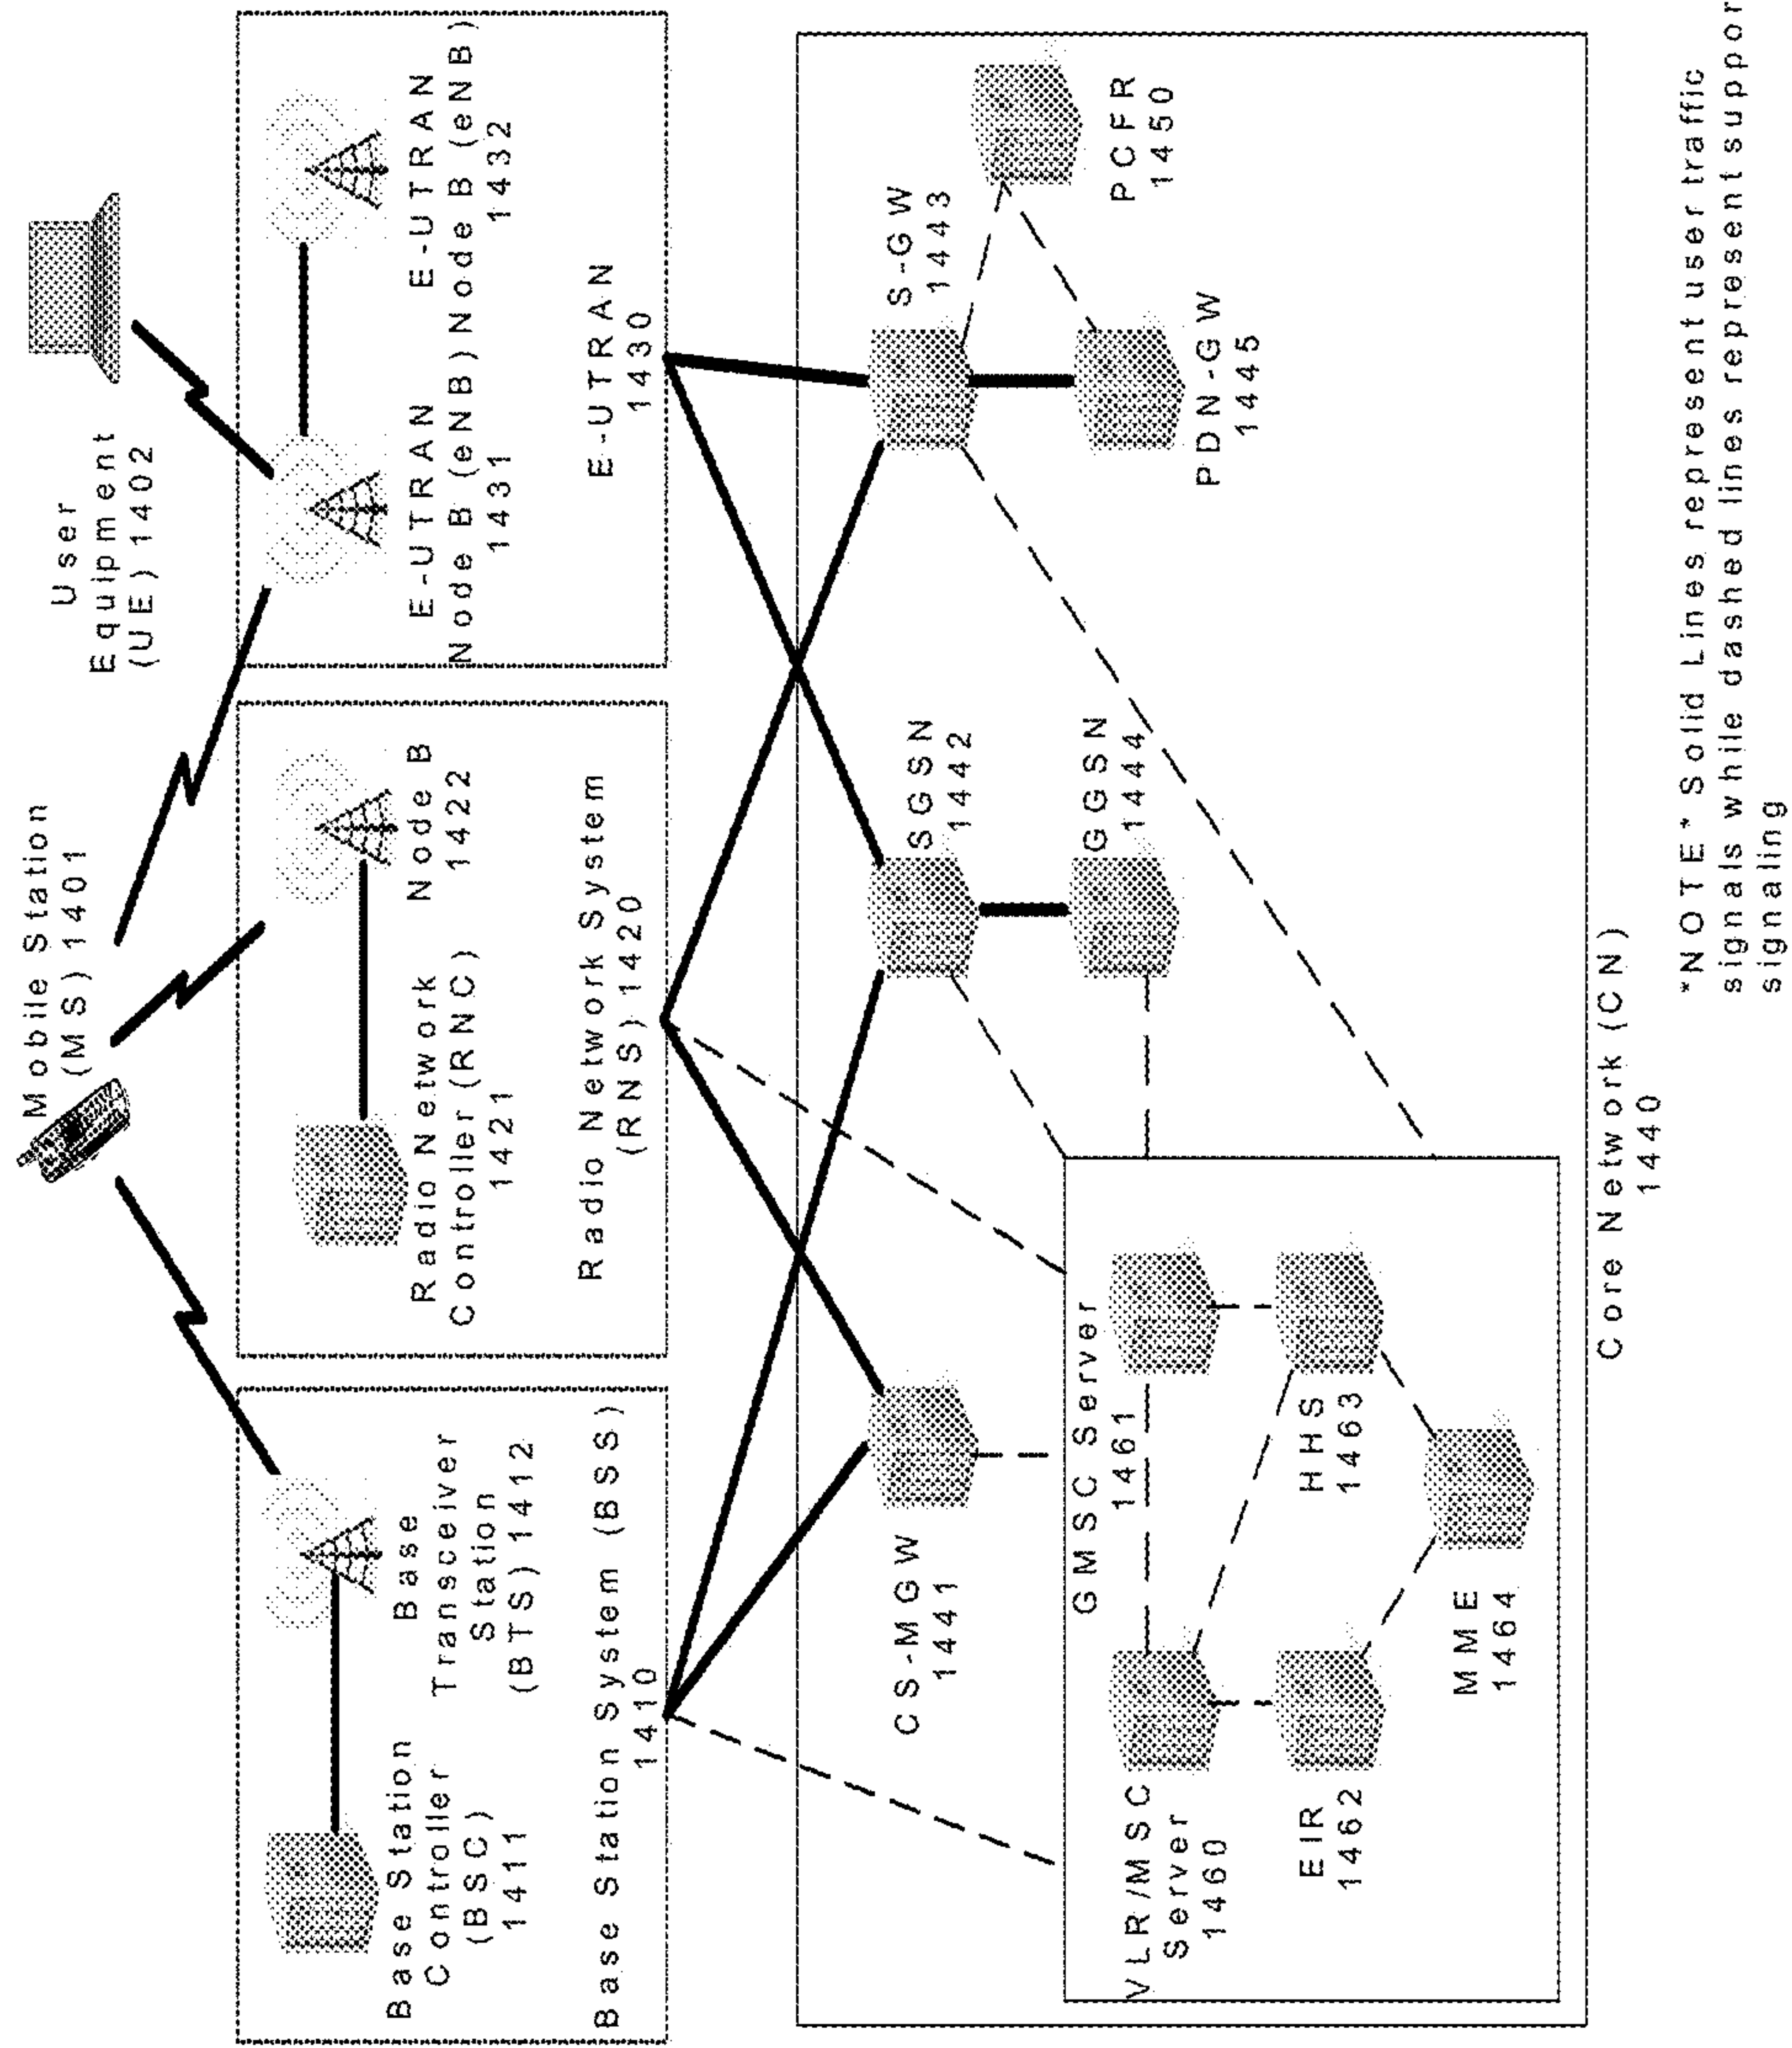 Mobile Station
(MS) 1401
User
Equipment
(UE) 1402
Base Station
Controller
(BSC)
1411
Base
Transceiver
Station
(BTS) 1412
Base Station System (BSS)
1410
Radio Network
Controller (RNC)
1421
Node B
1422
Radio Network System
(RNS) 1420
E-UTRAN
Node B (eNB)
1431
E-UTRAN
Node B (eNB)
1432
E-UTRAN
1430
CS-MGW
1441
SGSN
1442
S-GW
1443
GGSN
1444
PDN-GW
1445
PCFR
1450
GMSC Server
1461
VLR/MSC
Server
1460
HHS
1463
EIR
1462
MME
1464
Core Network (CN)
1440
*NOTE* Solid Lines represent user traffic
signals while dashed lines represent suppor
signaling